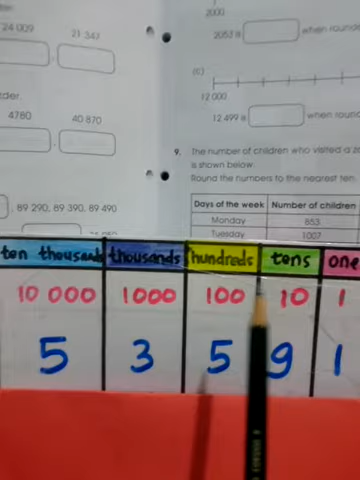 24 009
21 347
4780
40 870
, 89 290, 89 390, 89 490
2000
2053 is when
12 000
12 499 is when
9. The number of children who visited a
is shown below.
Round the numbers to the nearest ten.
Days of the week Number of children
Monday 853
Tuesday 1007
ten thousands thousands hundreds tens one
10 000 1000 100 10 1
5 3 5 9 1